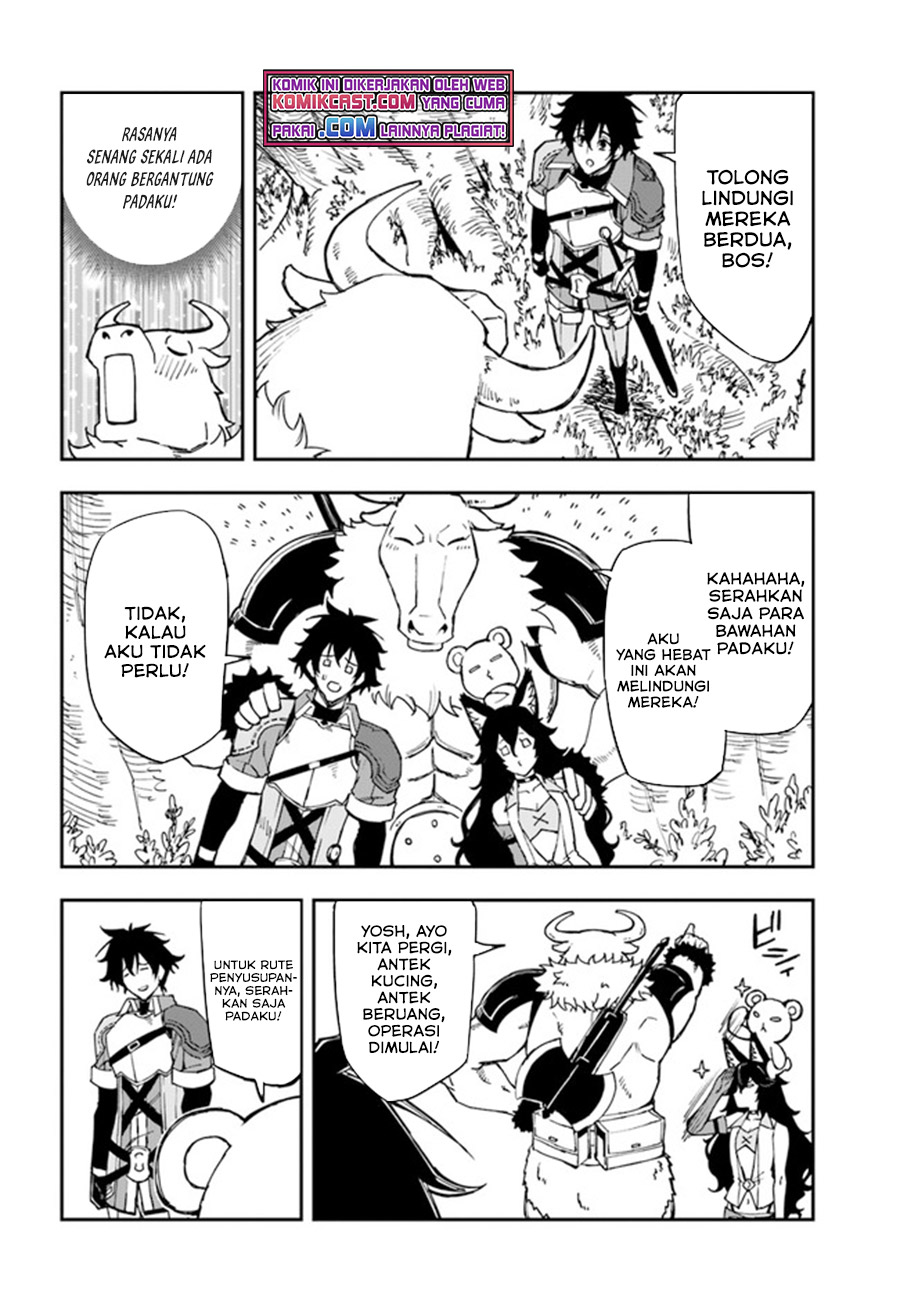 KOMIK INI DIKERJAKAN OLEH WEB
KOMIKCAST.COM YANG CUMA
PAKAI .COM LAINNYA PLAGIAT!
TOLONG
LINDUNGI
MEREKA
BERDUA,
BOS!
RASANYA
SENANG SEKALI ADA
ORANG BERGANTUNG
PADAKU!
KAHAHAHA,
SERAHKAN
SAJA PARA
BAWAHAN
PADAKU!
AKU
YANG HEBAT
INI AKAN
MELINDUNGI
MEREKA!
TIDAK,
KALAU
AKU TIDAK
PERLU!
ビッ
YOSH, AYO
KITA PERGI,
ANTEK
KUCING,
ANTEK
BERUANG,
OPERASI
DIMULAI!
UNTUK RUTE
PENYUSUPAN-
NYA, SERAH-
KAN SAJA
PADAKU!